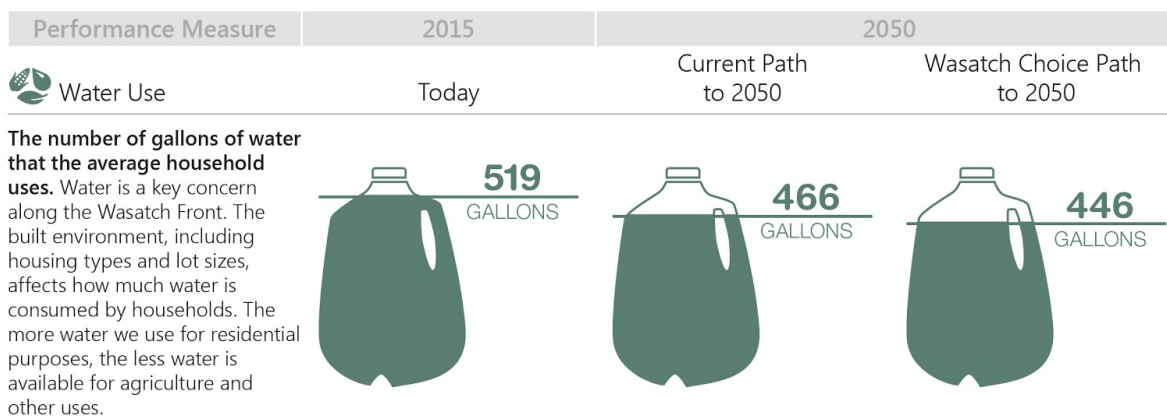 Performance Measure 2015 2050
Water Use Today Current Path to 2050 Wasatch Choice Path to 2050
The number of gallons of water
that the average household
uses. Water is a key concern
along the Wasatch Front. The
built environment, including
housing types and lot sizes,
affects how much water is
consumed by households. The
more water we use for residential
purposes, the less water is
available for agriculture and
other uses.
519
GALLONS
466
GALLONS
446
GALLONS